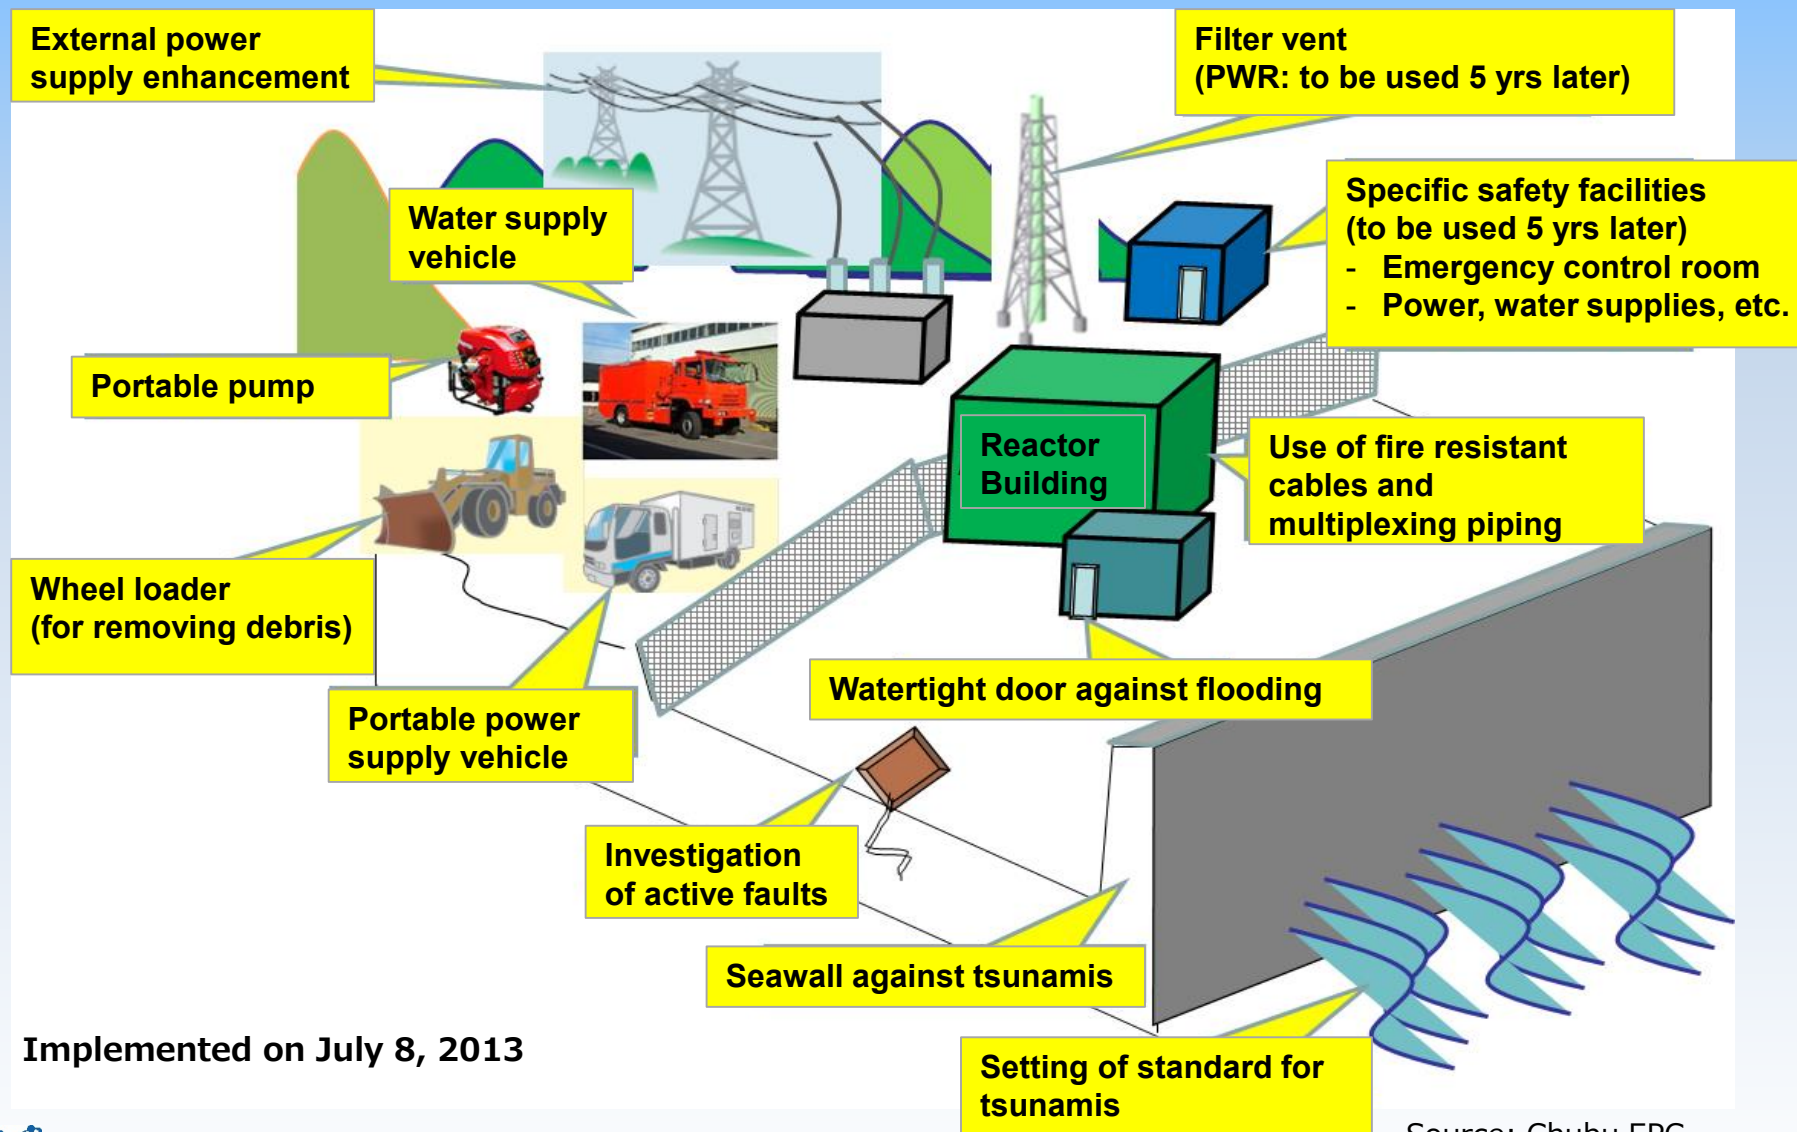 External power
supply enhancement
Filter vent
(PWR: to be used 5 yrs later)
Specific safety facilities
(to be used 5 yrs later)
- Emergency control room
- Power, water supplies, etc.
Water supply
vehicle
Portable pump
Reactor
Building
Use of fire resistant
cables and
multiplexing piping
Wheel loader
(for removing debris)
Watertight door against flooding
Portable power
supply vehicle
Investigation
of active faults
Seawall against tsunamis
Implemented on July 8, 2013
Setting of standard for
tsunamis
Source: Chubu EPC